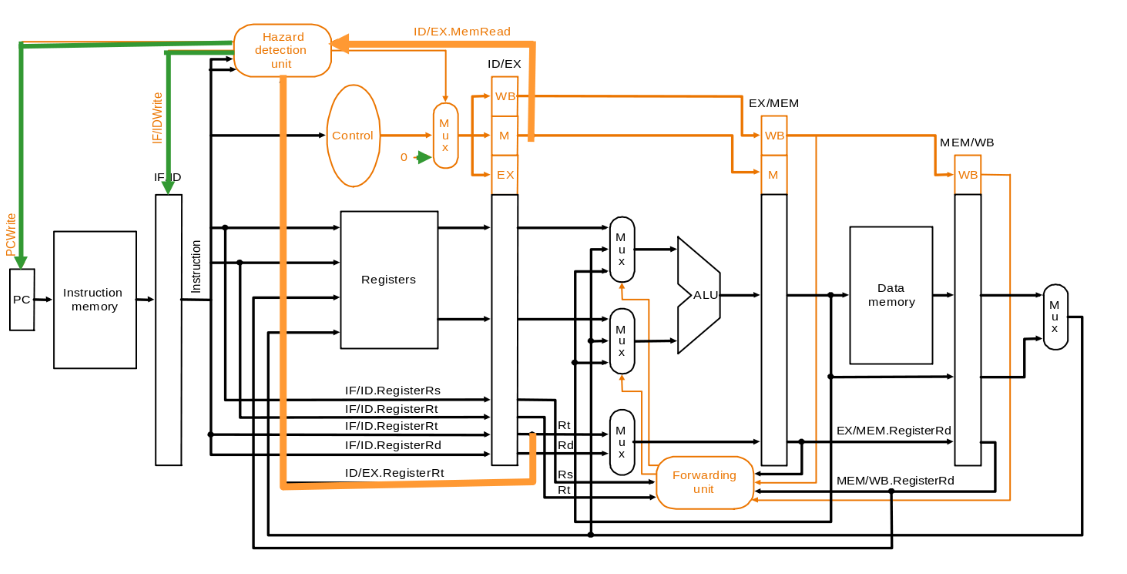 Hazard
detection
unit
ID/EX.MemRead
ID/EX
WB
M
EX
EX/MEM
WB
M
MEM/WB
WB
IF/IDWrite
PCWrite
Control
0
M
u
x
IF/ID
PC
Instruction
memory
Instruction
Registers
M
u
x
M
u
x
M
u
x
ALU
Data
memory
M
u
x
IF/ID.RegisterRs
IF/ID.RegisterRt
IF/ID.RegisterRt
IF/ID.RegisterRd
ID/EX.RegisterRt
Rt
Rd
Rs
Rt
Forwarding
unit
EX/MEM.RegisterRd
MEM/WB.RegisterRd